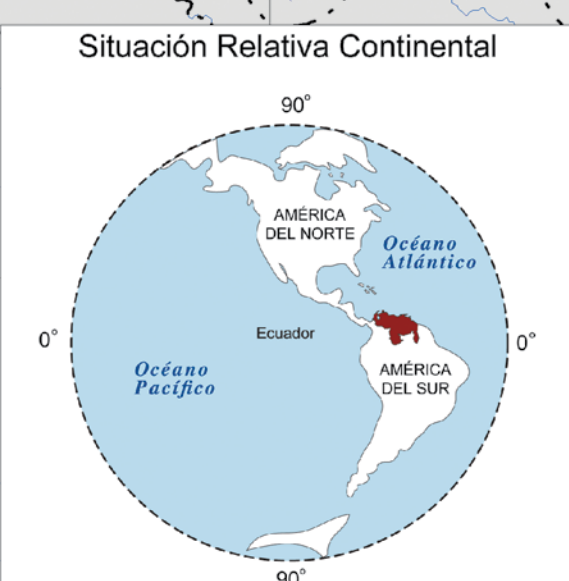 Situación Relativa Continental
90°
AMÉRICA
DEL NORTE
Océano
Atlántico
0°
Ecuador
0°
Océano
Pacífico
AMÉRICA
DEL SUR
90°